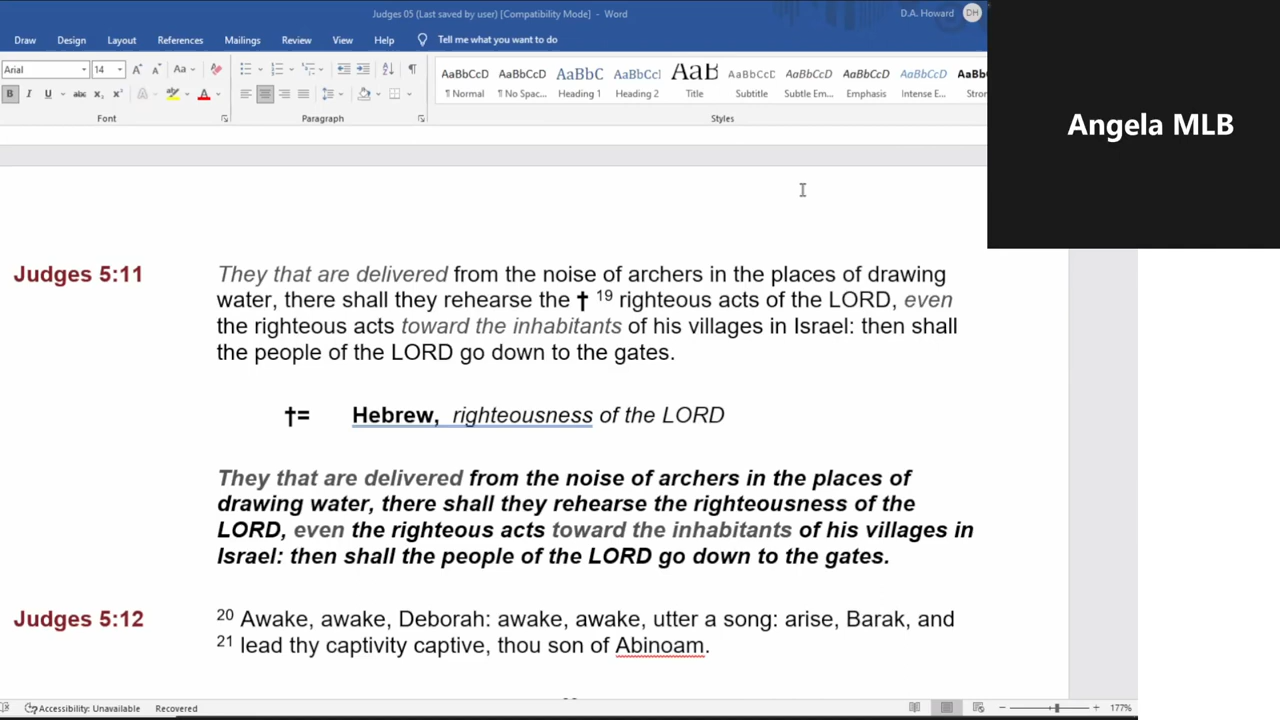 Judges 05 (Last saved by user) [Compatibility Mode] - Word
D.A. Howard DH
Draw Design Layout References Mailings Review View Help Tell me what you want to do
Angela MLB
Arial 14 Aa
AaBbCcD AaBbCcD AaBbC AaBbCcI AaB AaBbCcD AaBbCcD AaBbCcD AaBbCcD AaBb
B I U abc x x A A
¶ Normal ¶ No Spac... Heading 1 Heading 2 Title Subtitle Subtle Em... Emphasis Intense E... Stron
Font Paragraph Styles
Judges 5:11 They that are delivered from the noise of archers in the places of drawing
water, there shall they rehearse the † 19 righteous acts of the LORD, even
the righteous acts toward the inhabitants of his villages in Israel: then shall
the people of the LORD go down to the gates.
†= Hebrew, righteousness of the LORD
They that are delivered from the noise of archers in the places of
drawing water, there shall they rehearse the righteousness of the
LORD, even the righteous acts toward the inhabitants of his villages in
Israel: then shall the people of the LORD go down to the gates.
Judges 5:12 20 Awake, awake, Deborah: awake, awake, utter a song: arise, Barak, and
21 lead thy captivity captive, thou son of Abinoam.
Accessibility: Unavailable Recovered 177%